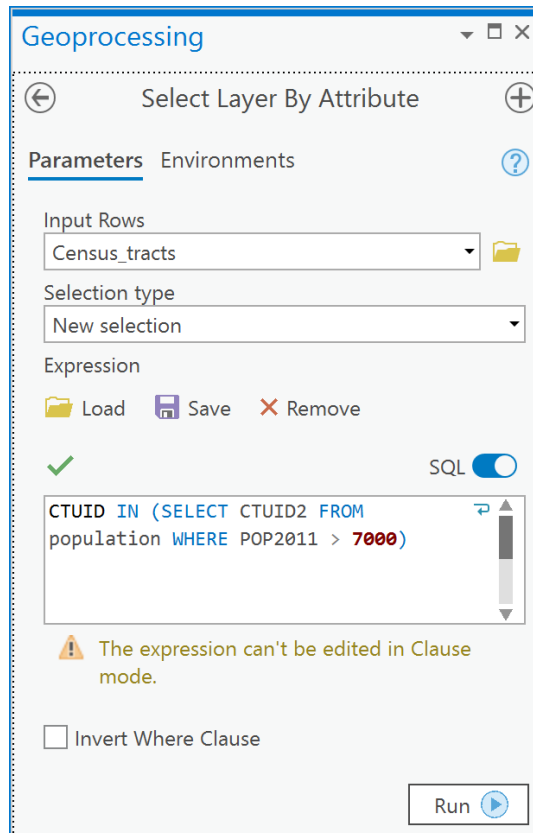 Geoprocessing
Select Layer By Attribute
Parameters Environments
?
Input Rows
Census_tracts
Selection type
New selection
Expression
Load Save Remove
SQL
CTUID IN (SELECT CTUID2 FROM
population WHERE POP2011 > 7000)
The expression can't be edited in Clause
mode.
Invert Where Clause
Run